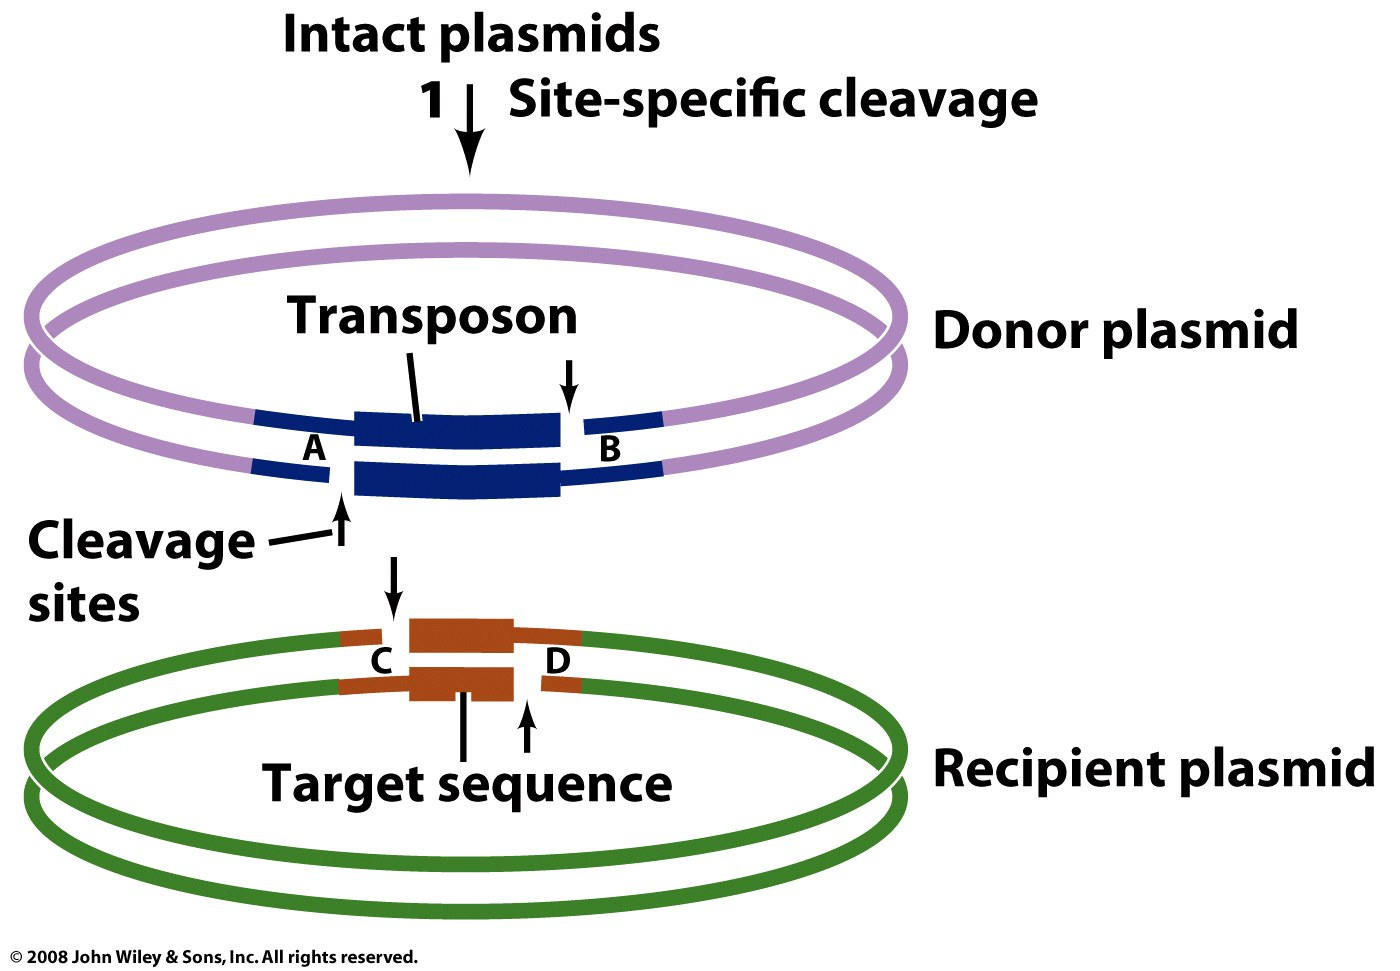 Intact plasmids
1 Site-specific cleavage
Transposon
Donor plasmid
A
B
Cleavage
sites
C
D
Target sequence
Recipient plasmid
© 2008 John Wiley & Sons, Inc. All rights reserved.